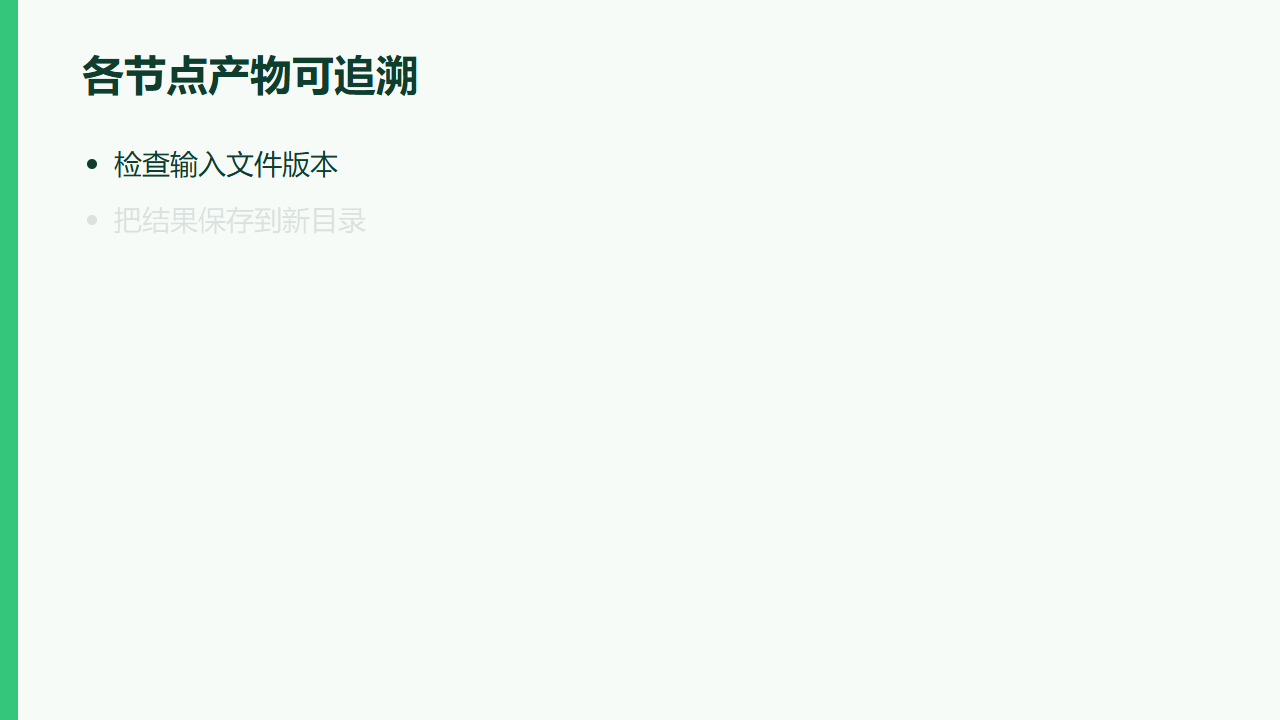 各节点产物可追溯
检查输入文件版本
把结果保存到新目录